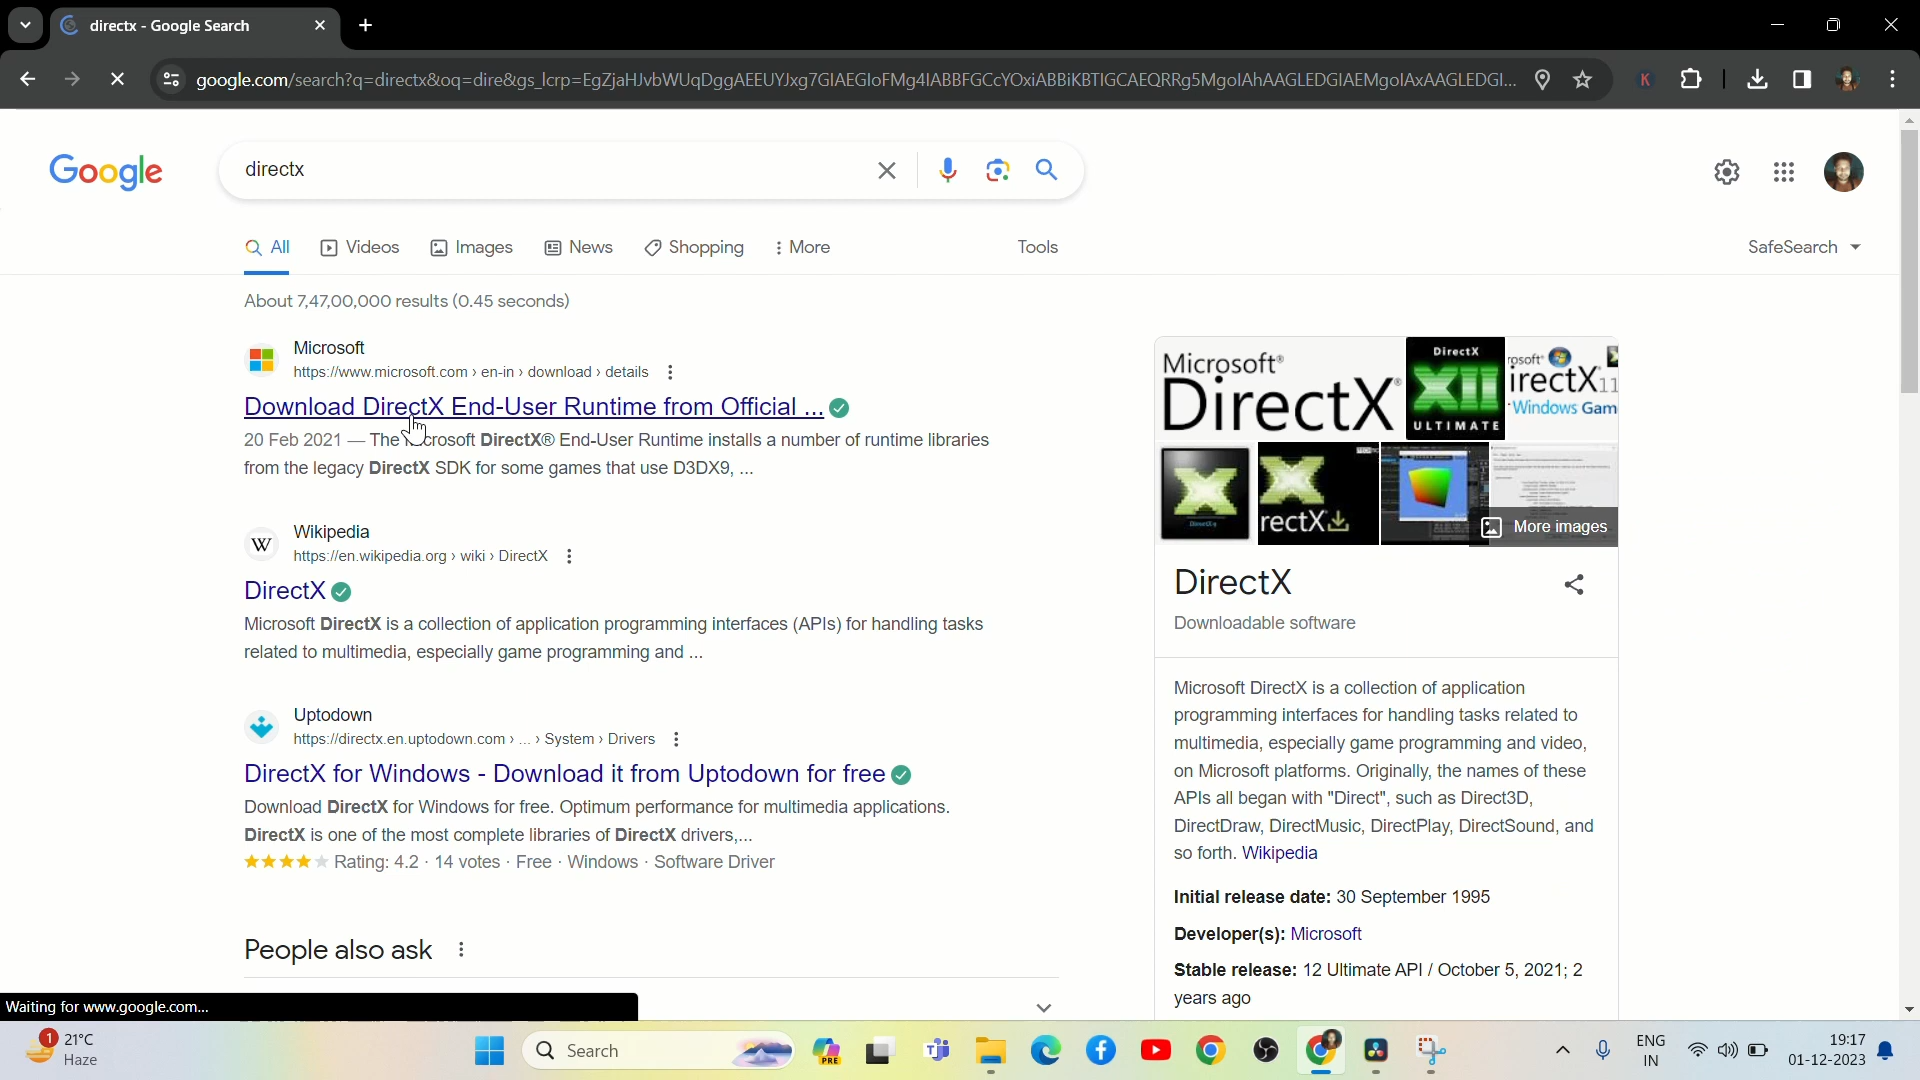 directx - Google Search
google.com/search?q=directx&oq=dire&gs_lcrp=EgZjaHJvbWUqDggAEEUYJxg7GIAEGIoFMg4IABBFGCcYOxiABBiKBTIGCAEQRRg5MgoIAhAAGLEDGIAEMgoIAxAAGLEDGI...
K
Google
directx
All
Videos
Images
News
Shopping
More
Tools
SafeSearch
About 7,47,00,000 results (0.45 seconds)
Microsoft
https://www.microsoft.com › en-in › download › details
Download DirectX End-User Runtime from Official ...
20 Feb 2021 — The Microsoft DirectX® End-User Runtime installs a number of runtime libraries
from the legacy DirectX SDK for some games that use D3DX9, ...
W
Wikipedia
https://en.wikipedia.org › wiki › DirectX
DirectX
Microsoft DirectX is a collection of application programming interfaces (APIs) for handling tasks
related to multimedia, especially game programming and ...
Uptodown
https://directx.en.uptodown.com › ... › System › Drivers
DirectX for Windows - Download it from Uptodown for free
Download DirectX for Windows for free. Optimum performance for multimedia applications.
DirectX is one of the most complete libraries of DirectX drivers,...
Rating: 4.2 · 14 votes · Free · Windows · Software Driver
People also ask
Microsoft®
DirectX®
DirectX
XII
ULTIMATE
osoft®
irectX11
Windows Gam
rectX
More images
DirectX
Downloadable software
Microsoft DirectX is a collection of application
programming interfaces for handling tasks related to
multimedia, especially game programming and video,
on Microsoft platforms. Originally, the names of these
APIs all began with "Direct", such as Direct3D,
DirectDraw, DirectMusic, DirectPlay, DirectSound, and
so forth. Wikipedia
Initial release date: 30 September 1995
Developer(s): Microsoft
Stable release: 12 Ultimate API / October 5, 2021; 2
years ago
Waiting for www.google.com...
1
21°C
Haze
Search
PRE
ENG
IN
19:17
01-12-2023